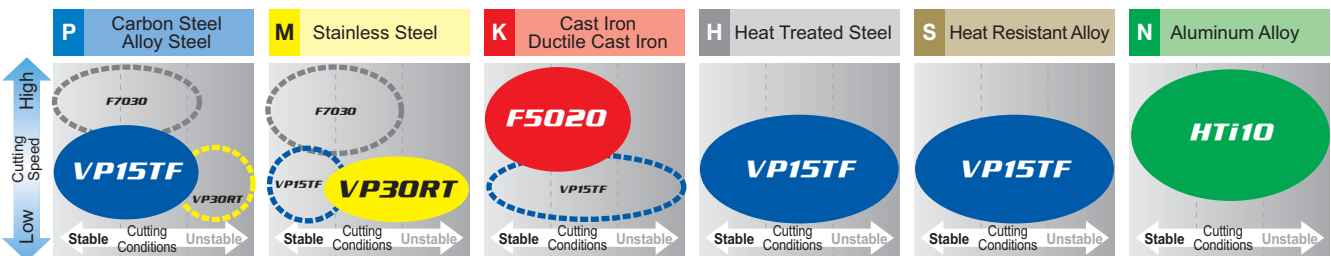 P
Carbon Steel
Alloy Steel
M
Stainless Steel
K
Cast Iron
Ductile Cast Iron
H
Heat Treated Steel
S
Heat Resistant Alloy
N
Aluminum Alloy
High
Cutting
Speed
Low
F7030
VP15TF
VP30RT
Stable
Cutting
Conditions
Unstable
F7030
VP15TF
VP30RT
Stable
Cutting
Conditions
Unstable
F5020
VP15TF
Stable
Cutting
Conditions
Unstable
VP15TF
Stable
Cutting
Conditions
Unstable
VP15TF
Stable
Cutting
Conditions
Unstable
HTi10
Stable
Cutting
Conditions
Unstable